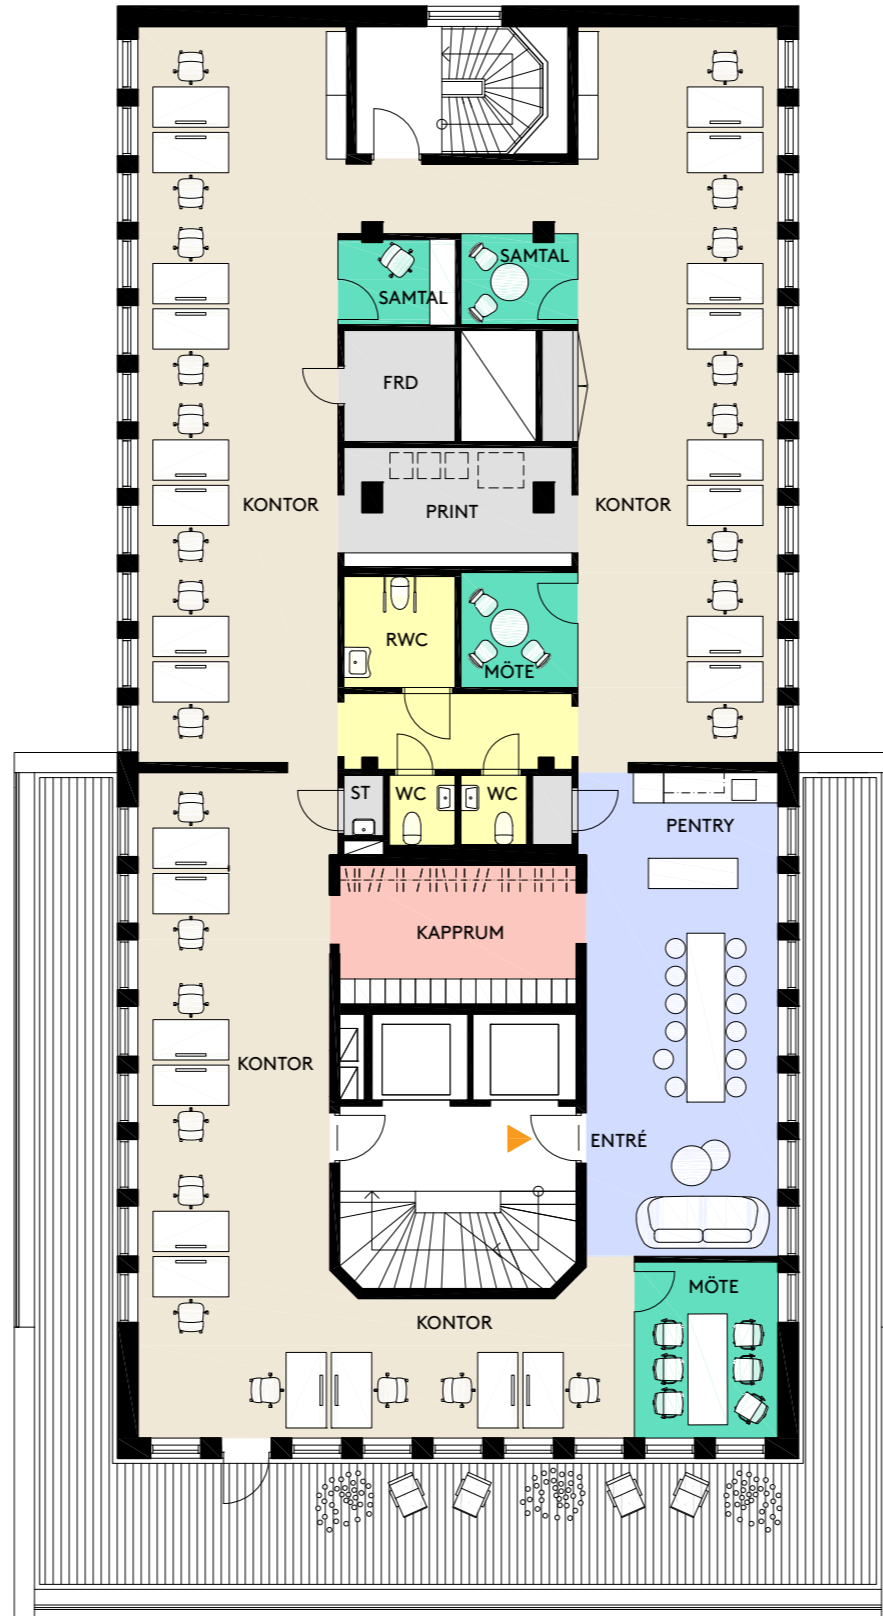 SAMTAL
SAMTAL
FRD
KONTOR
PRINT
KONTOR
RWC
MÖTE
ST
WC
WC
PENTRY
KAPPRUM
KONTOR
ENTRÉ
MÖTE
KONTOR